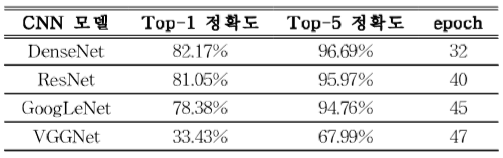 CNN 모델 Top-1 정확도 Top-5 정확도 epoch
DenseNet 82.17% 96.69% 32
ResNet 81.05% 95.97% 40
GoogLeNet 78.38% 94.76% 45
VGGNet 33.43% 67.99% 47